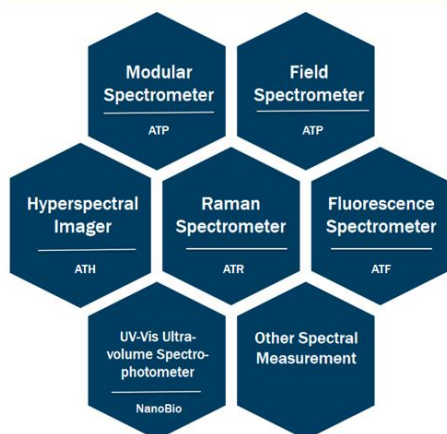 Modular
Spectrometer
ATP
Field
Spectrometer
ATP
Hyperspectral
Imager
ATH
Raman
Spectrometer
ATR
Fluorescence
Spectrometer
ATF
UV-Vis Ultra-
volume Spectro-
photometer
NanoBio
Other Spectral
Measurement